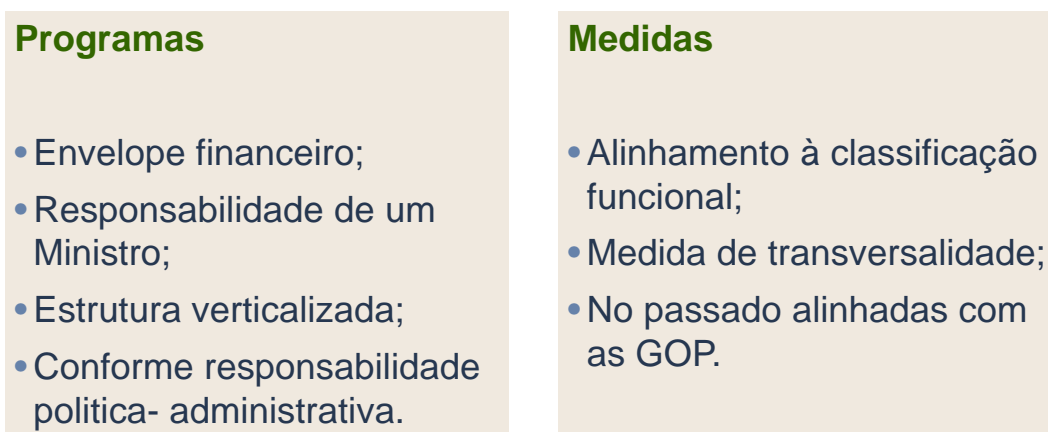 Programas
• Envelope financeiro;
• Responsabilidade de um
Ministro;
• Estrutura verticalizada;
• Conforme responsabilidade
politica- administrativa.
Medidas
• Alinhamento à classificação
funcional;
• Medida de transversalidade;
• No passado alinhadas com
as GOP.